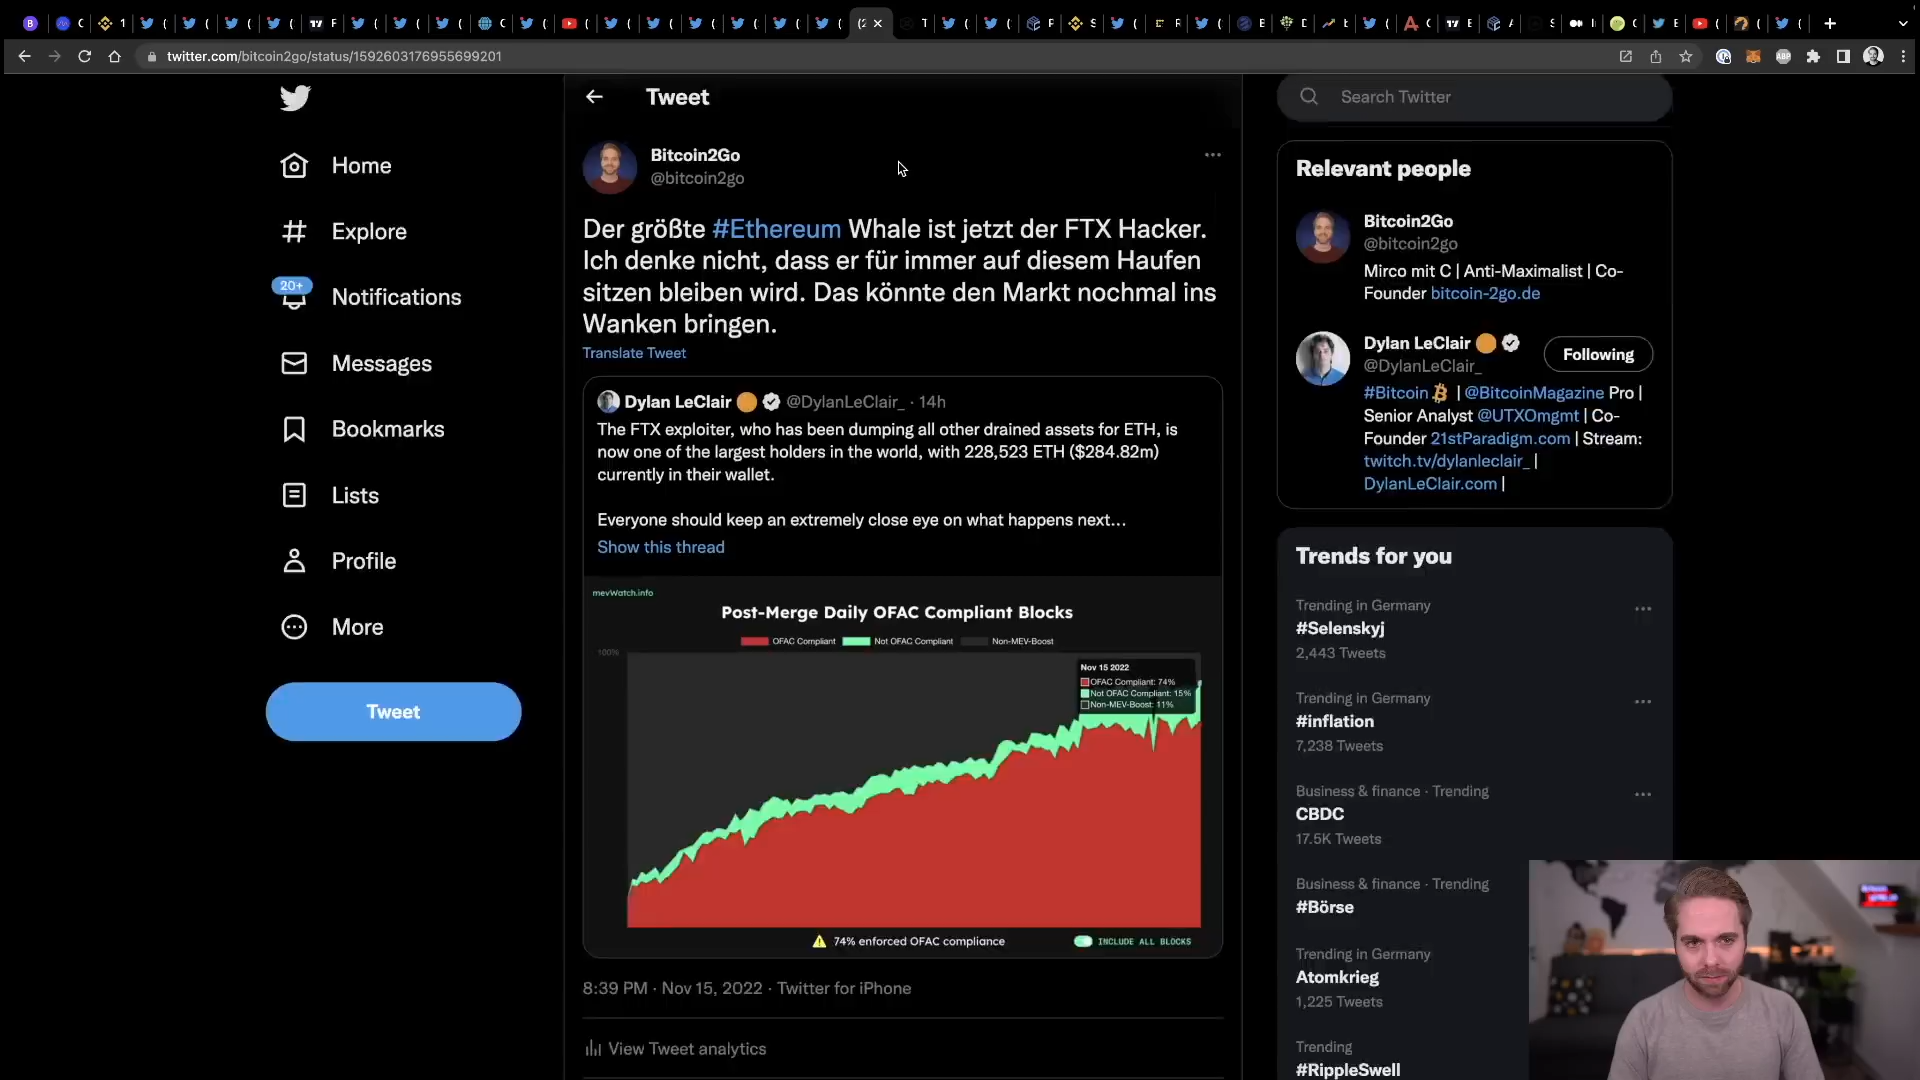 twitter.com/bitcoin2go/status/1592603176955699201
Home
Explore
20+
Notifications
Messages
Bookmarks
Lists
Profile
More
Tweet
Tweet
Bitcoin2Go
@bitcoin2go
Der größte #Ethereum Whale ist jetzt der FTX Hacker.
Ich denke nicht, dass er für immer auf diesem Haufen
sitzen bleiben wird. Das könnte den Markt nochmal ins
Wanken bringen.
Translate Tweet
Dylan LeClair @DylanLeClair_ · 14h
The FTX exploiter, who has been dumping all other drained assets for ETH, is
now one of the largest holders in the world, with 228,523 ETH ($284.82m)
currently in their wallet.
Everyone should keep an extremely close eye on what happens next...
Show this thread
mevWatch.info
Post-Merge Daily OFAC Compliant Blocks
OFAC Compliant Not OFAC Compliant Non-MEV-Boost
100%
Nov 15 2022
OFAC Compliant: 74%
Not OFAC Compliant: 15%
Non-MEV-Boost: 11%
74% enforced OFAC compliance
INCLUDE ALL BLOCKS
8:39 PM · Nov 15, 2022 · Twitter for iPhone
View Tweet analytics
Search Twitter
Relevant people
Bitcoin2Go
@bitcoin2go
Mirco mit C | Anti-Maximalist | Co-
Founder bitcoin-2go.de
Dylan LeClair
@DylanLeClair_
Following
#Bitcoin | @BitcoinMagazine Pro |
Senior Analyst @UTXOmgmt | Co-
Founder 21stParadigm.com | Stream:
twitch.tv/dylanleclair_ |
DylanLeClair.com |
Trends for you
Trending in Germany
#Selenskyj
2,443 Tweets
Trending in Germany
#inflation
7,238 Tweets
Business & finance · Trending
CBDC
17.5K Tweets
Business & finance · Trending
#Börse
Trending in Germany
Atomkrieg
1,225 Tweets
Trending
#RippleSwell